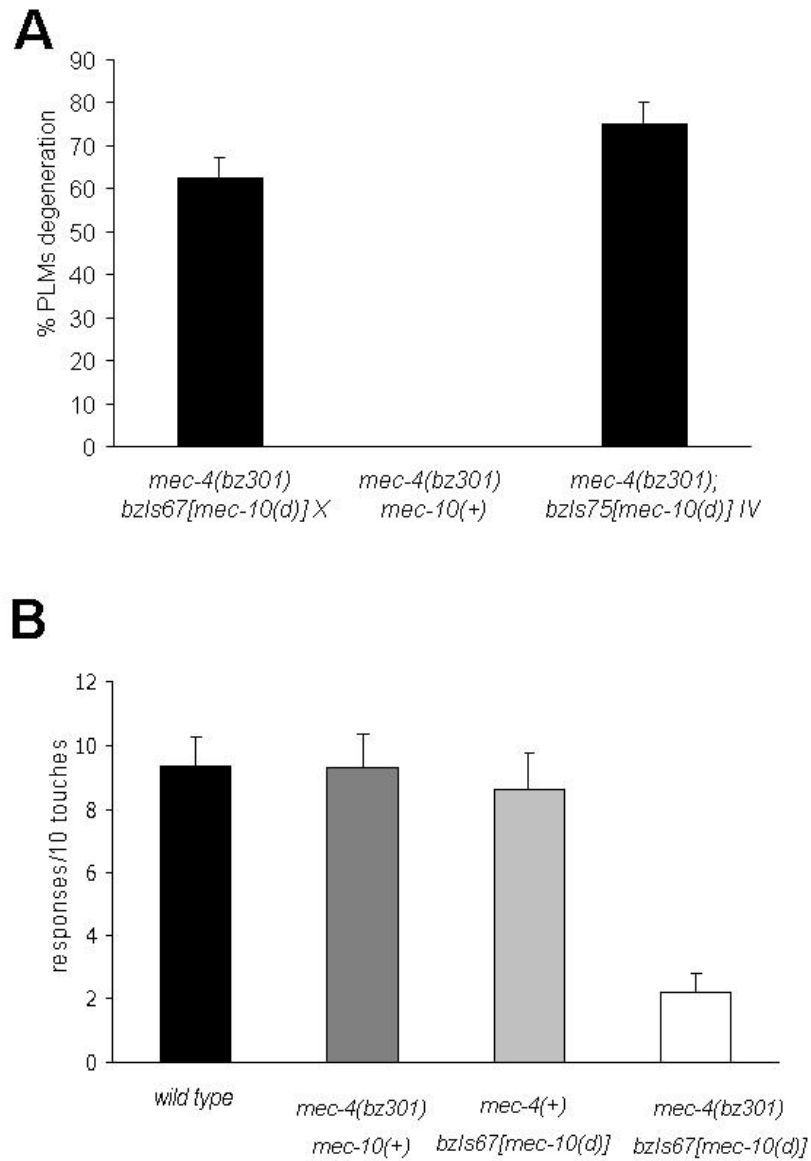 A
% PLMs degeneration
90
80
70
60
50
40
30
20
10
0
mec-4(bz301) bzIs67[mec-10(d)] X
mec-4(bz301) mec-10(+)
mec-4(bz301); bzIs75[mec-10(d)] IV
B
responses/10 touches
12
10
8
6
4
2
0
wild type
mec-4(bz301) mec-10(+)
mec-4(+) bzIs67[mec-10(d)]
mec-4(bz301) bzIs67[mec-10(d)]